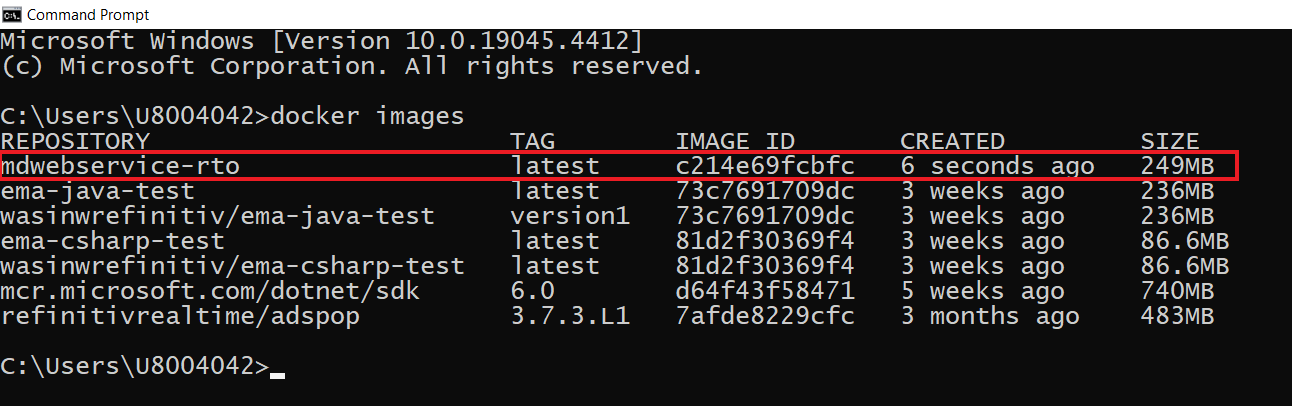 Command Prompt
Microsoft Windows [Version 10.0.19045.4412]
(c) Microsoft Corporation. All rights reserved.
C:\Users\U8004042>docker images
REPOSITORY TAG IMAGE ID CREATED SIZE
mdwebservice-rto latest c214e69fcbfc 6 seconds ago 249MB
ema-java-test latest 73c7691709dc 3 weeks ago 236MB
wasinwrefinitiv/ema-java-test version1 73c7691709dc 3 weeks ago 236MB
ema-csharp-test latest 81d2f30369f4 3 weeks ago 86.6MB
wasinwrefinitiv/ema-csharp-test latest 81d2f30369f4 3 weeks ago 86.6MB
mcr.microsoft.com/dotnet/sdk 6.0 d64f43f58471 5 weeks ago 740MB
refinitivrealtime/adspop 3.7.3.L1 7afde8229cfc 3 months ago 483MB
C:\Users\U8004042>